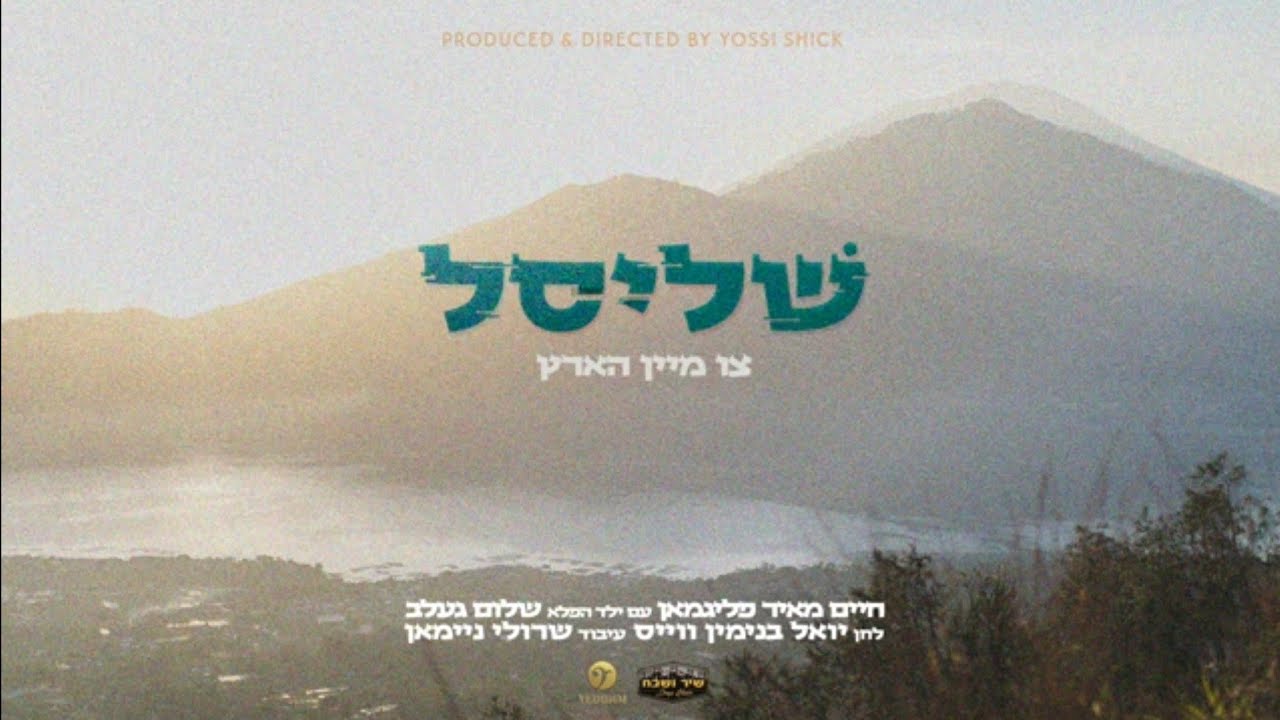 PRODUCED & DIRECTED BY YOSSI SHICK
שליסל
צו מיין הארץ
חיים מאיר פליגמאן עם ילד הפלא שלום געלב
לחן יואל בנימין ווייס עיבוד שרולי ניימאן
שיר ושבח